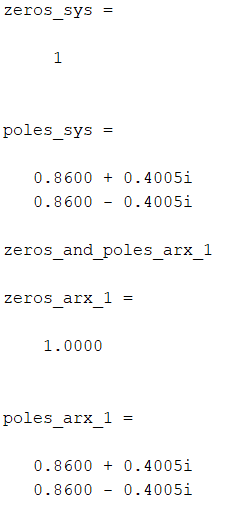 zeros_sys =
1
poles_sys =
0.8600 + 0.4005i
0.8600 - 0.4005i
zeros_and_poles_arx_1
zeros_arx_1 =
1.0000
poles_arx_1 =
0.8600 + 0.4005i
0.8600 - 0.4005i